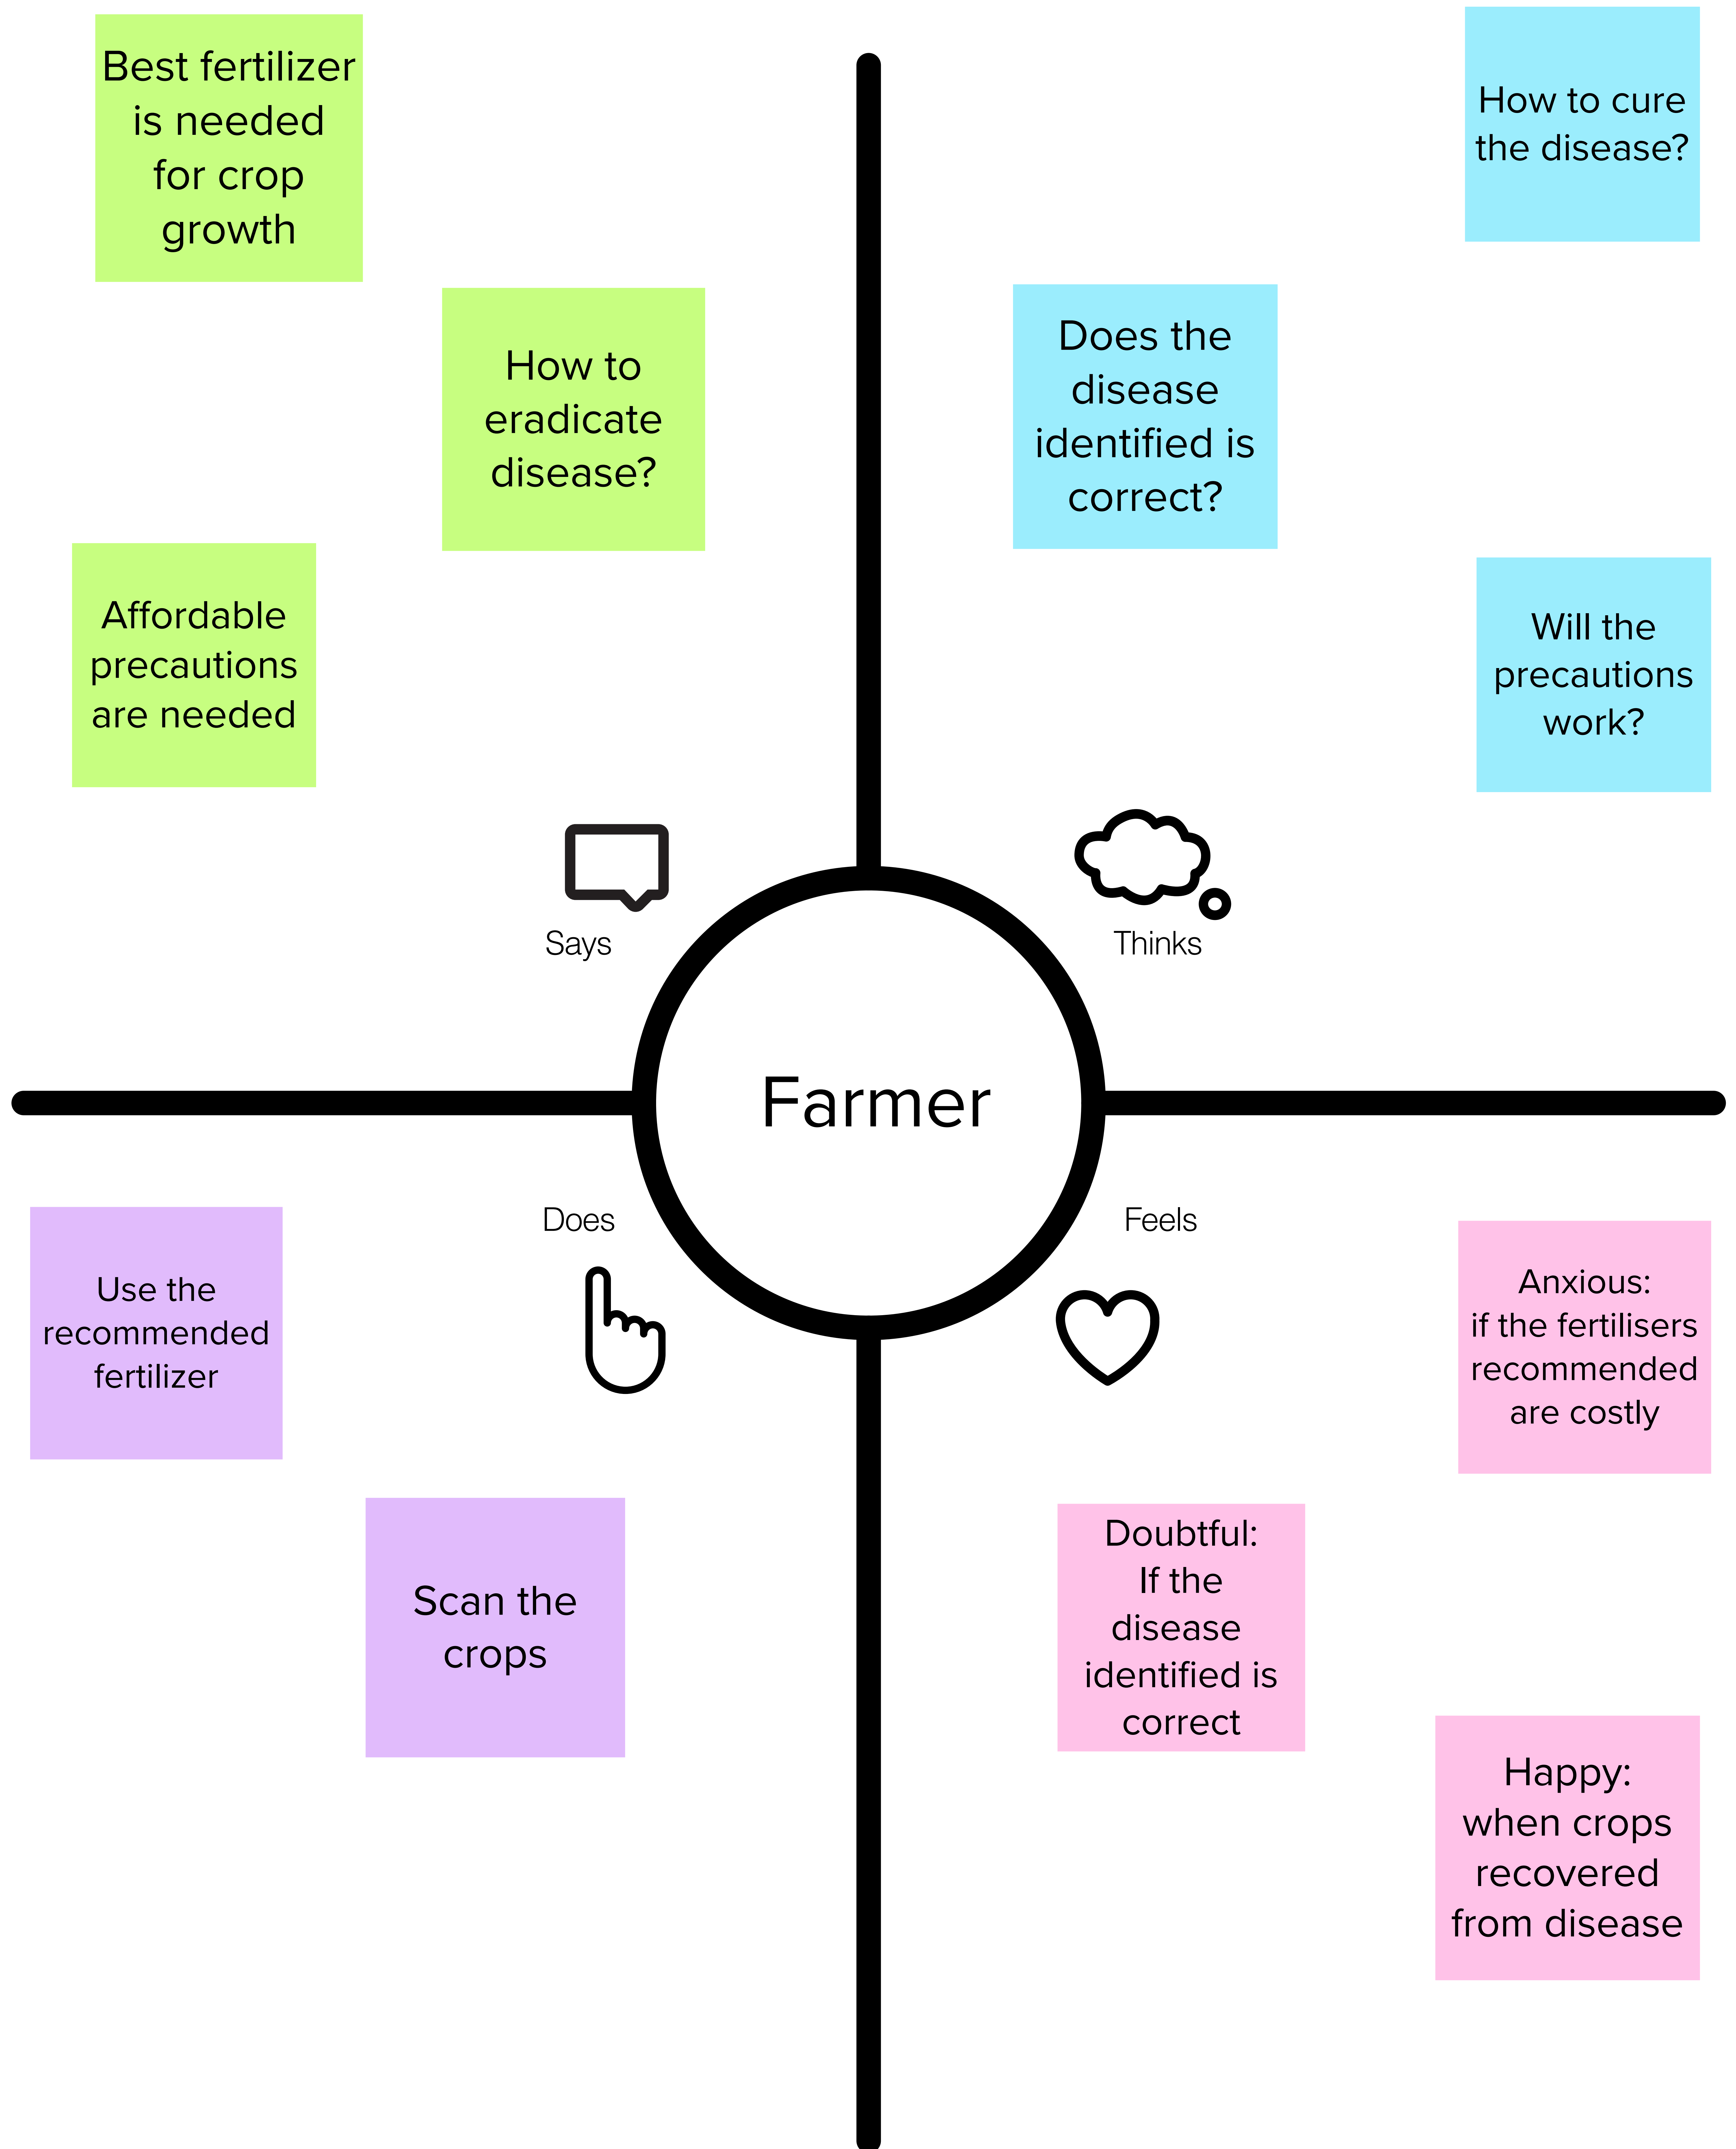 Best fertilizer
is needed
for crop
growth
How to
eradicate
disease?
Affordable
precautions
are needed
Says
How to cure
the disease?
Does the
disease
identified is
correct?
Will the
precautions
work?
Thinks
Farmer
Does
Use the
recommended
fertilizer
Scan the
crops
Feels
Anxious:
if the fertilisers
recommended
are costly
Doubtful:
If the
disease
identified is
correct
Happy:
when crops
recovered
from disease